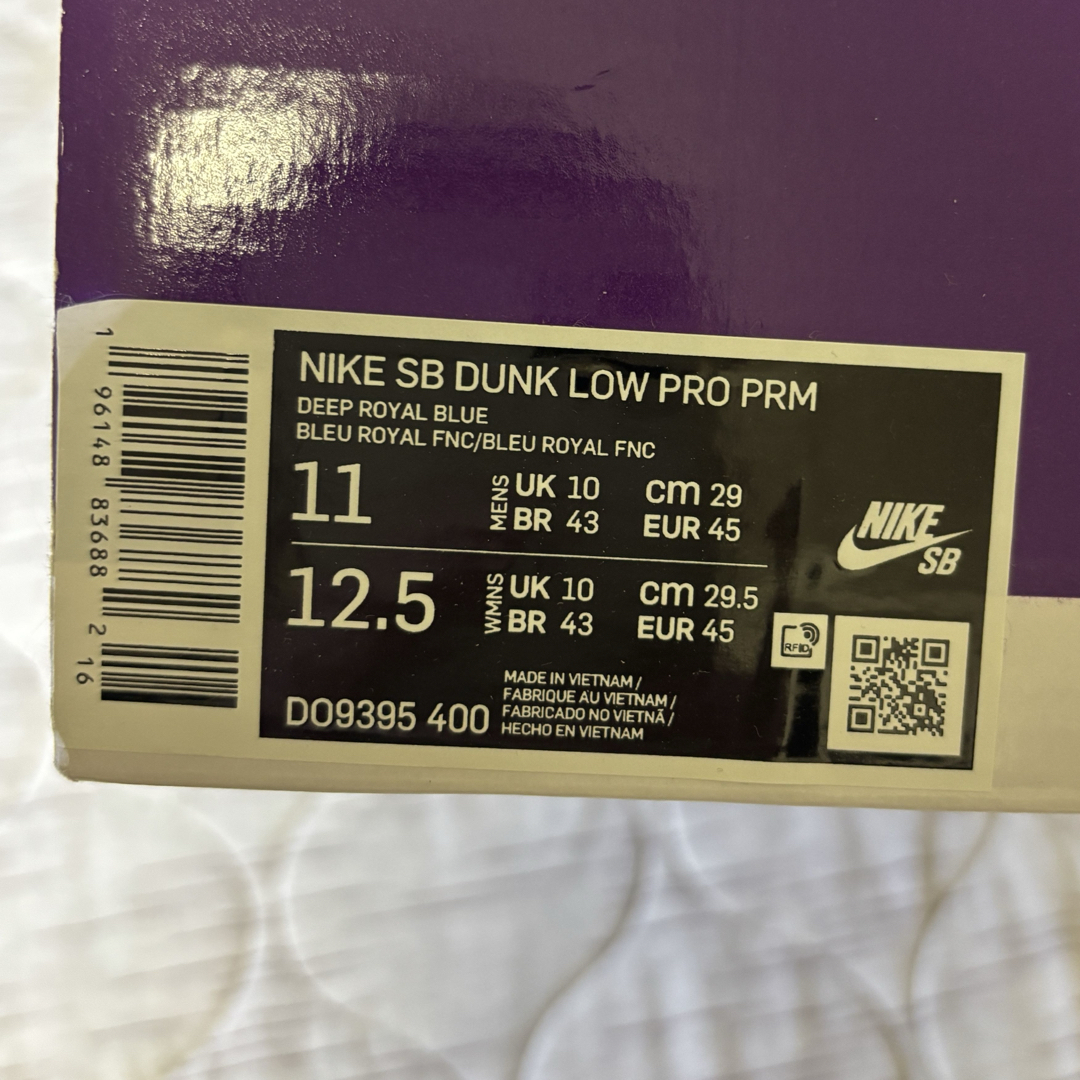 NIKE SB DUNK LOW PRO PRM
DEEP ROYAL BLUE
BLEU ROYAL FNC/BLEU ROYAL FNC
11 MENS UK 10 cm 29
BR 43 EUR 45
12.5 WMNS UK 10 cm 29.5
BR 43 EUR 45
NIKE
SB
RFID
DO9395 400
MADE IN VIETNAM /
FABRIQUE AU VIETNAM /
FABRICADO NO VIETNÃ /
HECHO EN VIETNAM
1 96148 83688 2 16